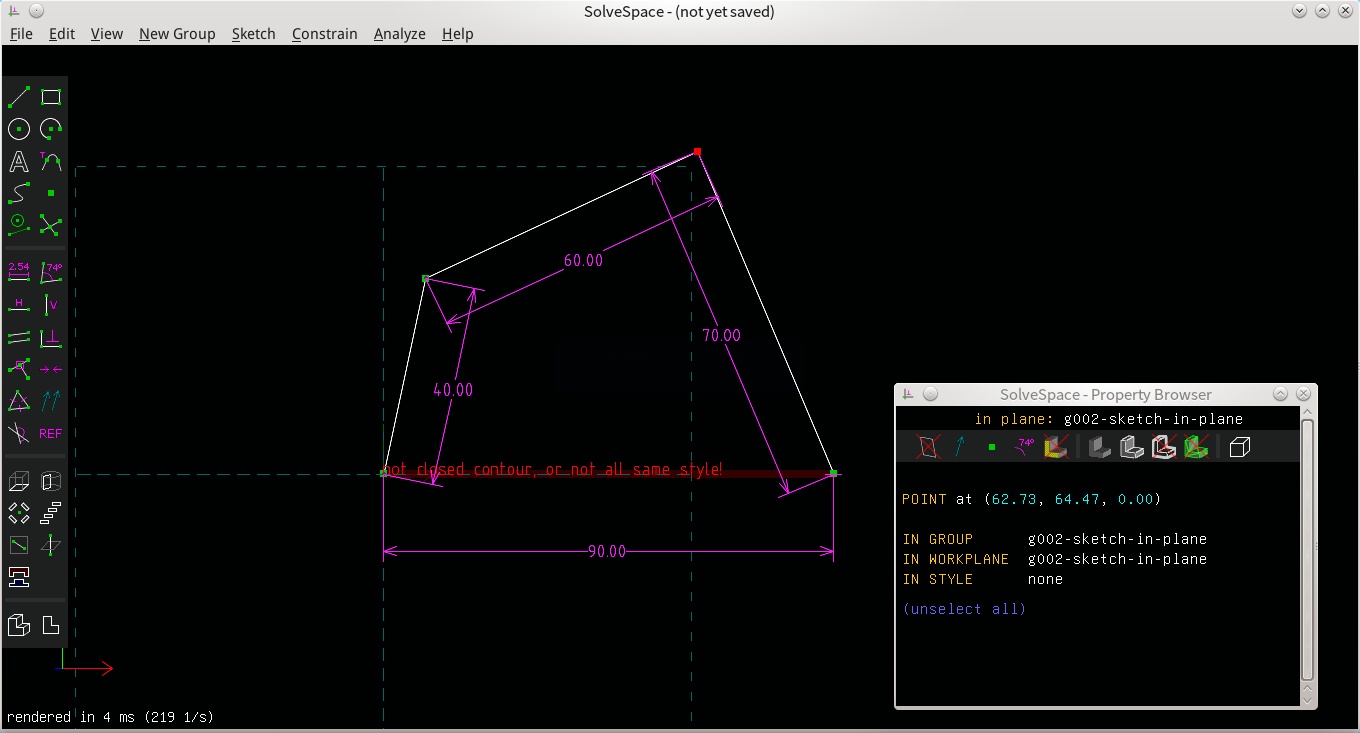 SolveSpace - (not yet saved)
File Edit View New Group Sketch Constrain Analyze Help
A T
2.54 74°
H V
REF
60.00
70.00
40.00
not closed contour, or not all same style!
90.00
rendered in 4 ms (219 1/s)
SolveSpace - Property Browser
in plane: g002-sketch-in-plane
74°
POINT at (62.73, 64.47, 0.00)
IN GROUP g002-sketch-in-plane
IN WORKPLANE g002-sketch-in-plane
IN STYLE none
(unselect all)